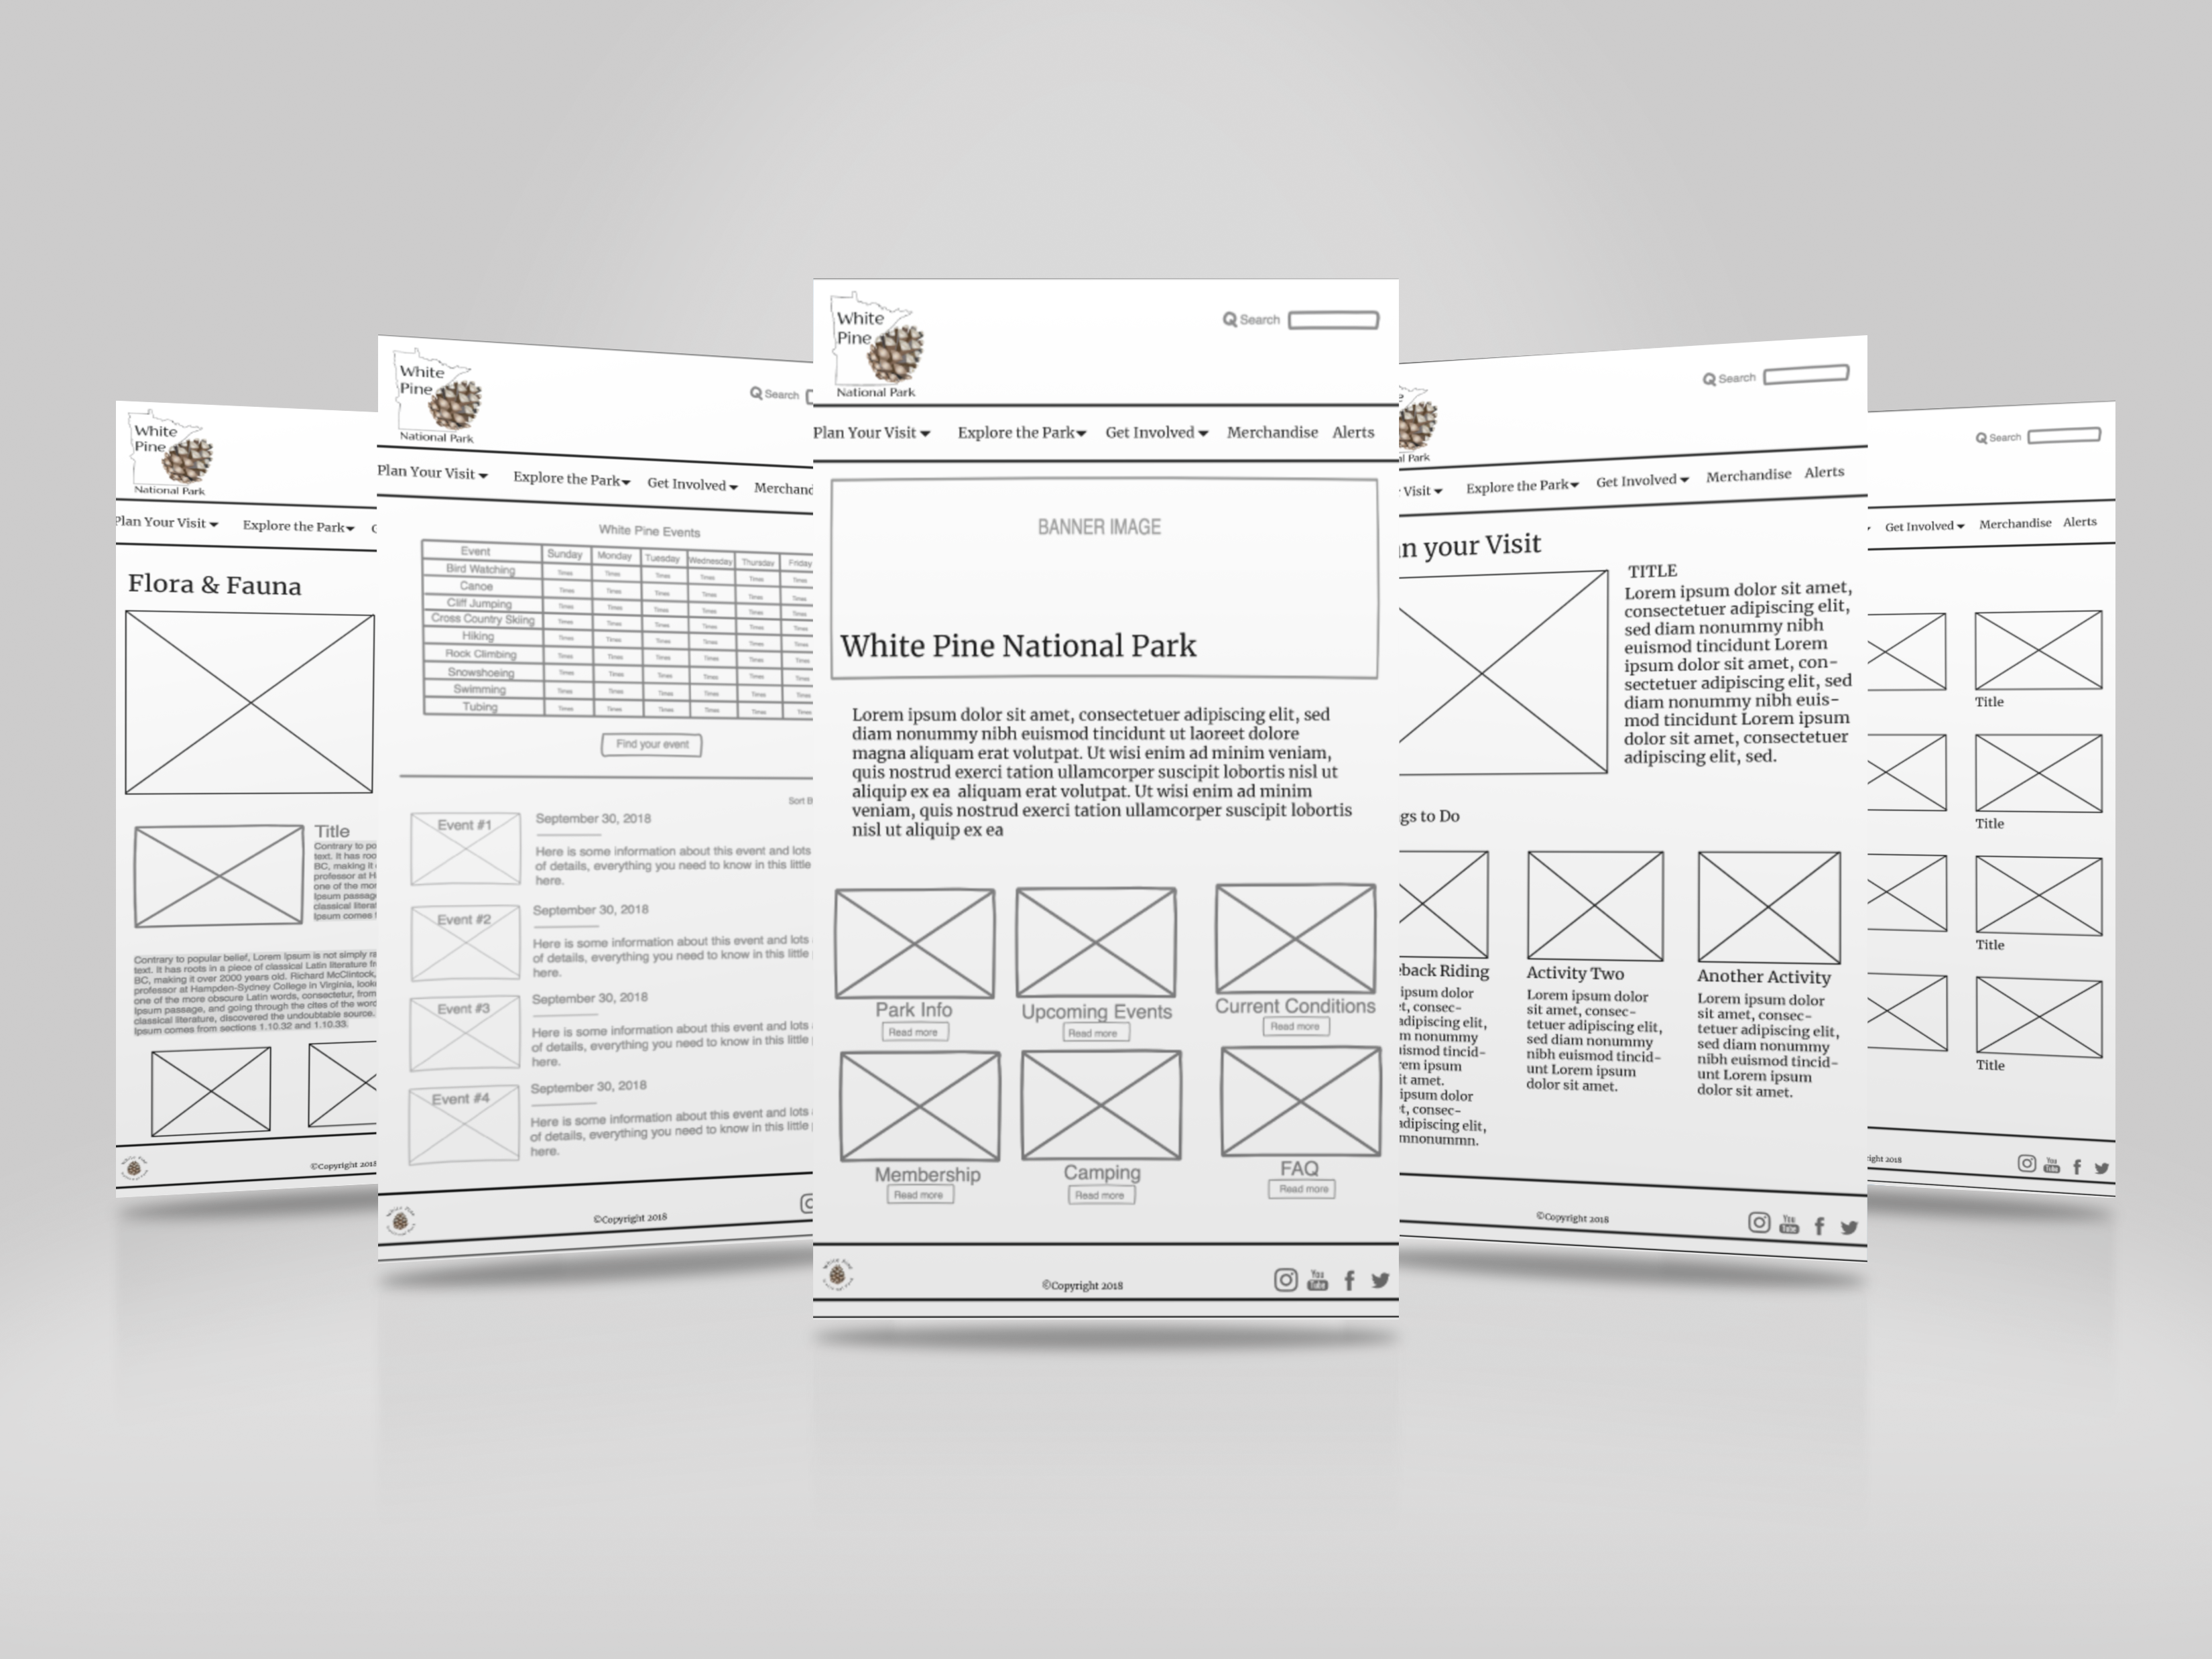 White
Pine
National Park
Plan Your Visit
Explore the Park
Flora & Fauna
Title
Contrary to po
text. It has roo
BC, making it
professor at H
one of the mor
Ipsum passag
classical literat
Ipsum comes
Contrary to popular belief, Lorem Ipsum is not simply ra
text. It has roots in a piece of classical Latin literature fr
BC, making it over 2000 years old. Richard McClintock,
professor at Hampden-Sydney College in Virginia, look
one of the more obscure Latin words, consectetur, from
Ipsum passage, and going through the cites of the word
classical literature, discovered the undoubtable source.
Ipsum comes from sections 1.10.32 and 1.10.33.
©Copyright 2018
White
Pine
National Park
Search
Plan Your Visit
Explore the Park
Get Involved
Merchand
White Pine Events
Event Sunday Monday Tuesday Wednesday Thursday Friday
Bird Watching Times Times Times Times Times Times
Canoe Times Times Times Times Times Times
Cliff Jumping Times Times Times Times Times Times
Cross Country Skiing Times Times Times Times Times Times
Hiking Times Times Times Times Times Times
Rock Climbing Times Times Times Times Times Times
Snowshoeing Times Times Times Times Times Times
Swimming Times Times Times Times Times Times
Tubing Times Times Times Times Times Times
Find your event
Sort B
Event #1
September 30, 2018
Here is some information about this event and lots
of details, everything you need to know in this little
here.
Event #2
September 30, 2018
Here is some information about this event and lots
of details, everything you need to know in this little
here.
Event #3
September 30, 2018
Here is some information about this event and lots
of details, everything you need to know in this little
here.
Event #4
September 30, 2018
Here is some information about this event and lots
of details, everything you need to know in this little
here.
©Copyright 2018
White
Pine
National Park
Search
Plan Your Visit
Explore the Park
Get Involved
Merchandise
Alerts
BANNER IMAGE
White Pine National Park
Lorem ipsum dolor sit amet, consectetuer adipiscing elit, sed
diam nonummy nibh euismod tincidunt ut laoreet dolore
magna aliquam erat volutpat. Ut wisi enim ad minim veniam,
quis nostrud exerci tation ullamcorper suscipit lobortis nisl ut
aliquip ex ea aliquam erat volutpat. Ut wisi enim ad minim
veniam, quis nostrud exerci tation ullamcorper suscipit lobortis
nisl ut aliquip ex ea
Park Info
Read more
Upcoming Events
Read more
Current Conditions
Read more
Membership
Read more
Camping
Read more
FAQ
Read more
©Copyright 2018
You
Tube
Search
Visit
Explore the Park
Get Involved
Merchandise
Alerts
n your Visit
TITLE
Lorem ipsum dolor sit amet,
consectetuer adipiscing elit,
sed diam nonummy nibh
euismod tincidunt Lorem
ipsum dolor sit amet, con-
sectetuer adipiscing elit, sed
diam nonummy nibh euis-
mod tincidunt Lorem ipsum
dolor sit amet, consectetuer
adipiscing elit, sed.
gs to Do
back Riding
ipsum dolor
t, consec-
adipiscing elit,
m nonummy
ismod tincid-
rem ipsum
it amet.
ipsum dolor
t, consec-
adipiscing elit,
mnonummn.
Activity Two
Lorem ipsum dolor
sit amet, consec-
tetuer adipiscing elit,
sed diam nonummy
nibh euismod tincid-
unt Lorem ipsum
dolor sit amet.
Another Activity
Lorem ipsum dolor
sit amet, consec-
tetuer adipiscing elit,
sed diam nonummy
nibh euismod tincid-
unt Lorem ipsum
dolor sit amet.
©Copyright 2018
You
Tube
Search
Get Involved
Merchandise
Alerts
Title
Title
Title
Title
ight 2018
You
Tube